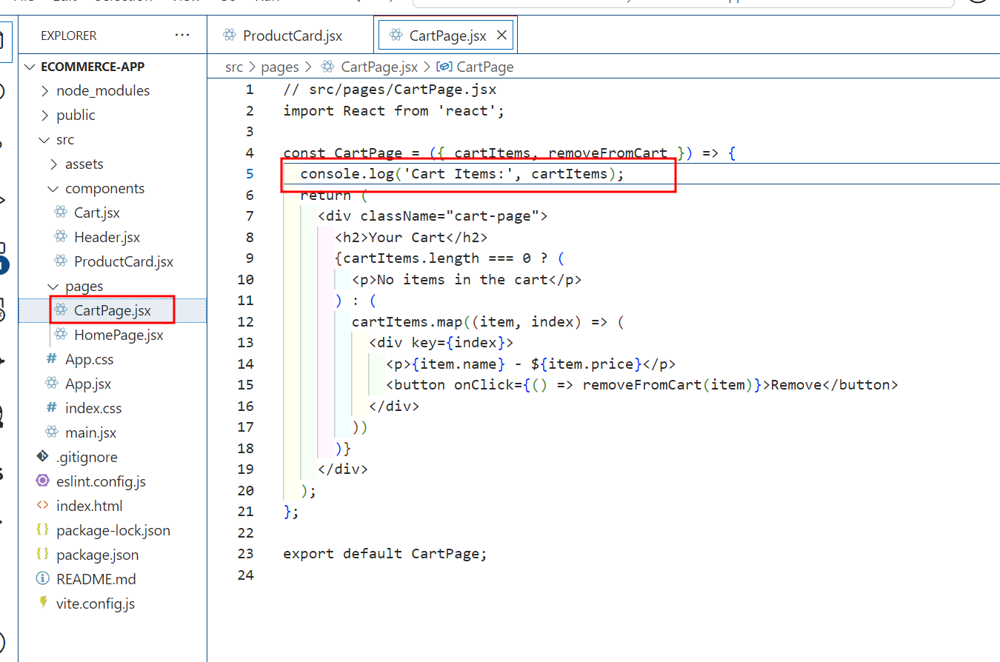 EXPLORER
ProductCard.jsx
CartPage.jsx
ECOMMERCE-APP
node_modules
public
src
assets
components
Cart.jsx
Header.jsx
ProductCard.jsx
pages
CartPage.jsx
HomePage.jsx
App.css
App.jsx
index.css
main.jsx
.gitignore
eslint.config.js
index.html
package-lock.json
package.json
README.md
vite.config.js
src > pages > CartPage.jsx > CartPage
1 // src/pages/CartPage.jsx
2 import React from 'react';
3
4 const CartPage = ({ cartItems, removeFromCart }) => {
5 console.log('Cart Items:', cartItems);
6 return (
7 <div className="cart-page">
8 <h2>Your Cart</h2>
9 {cartItems.length === 0 ? (
10 <p>No items in the cart</p>
11 ) : (
12 cartItems.map((item, index) => (
13 <div key={index}>
14 <p>{item.name} - ${item.price}</p>
15 <button onClick={() => removeFromCart(item)}>Remove</button>
16 </div>
17 ))
18 )}
19 </div>
20 );
21 };
22
23 export default CartPage;
24